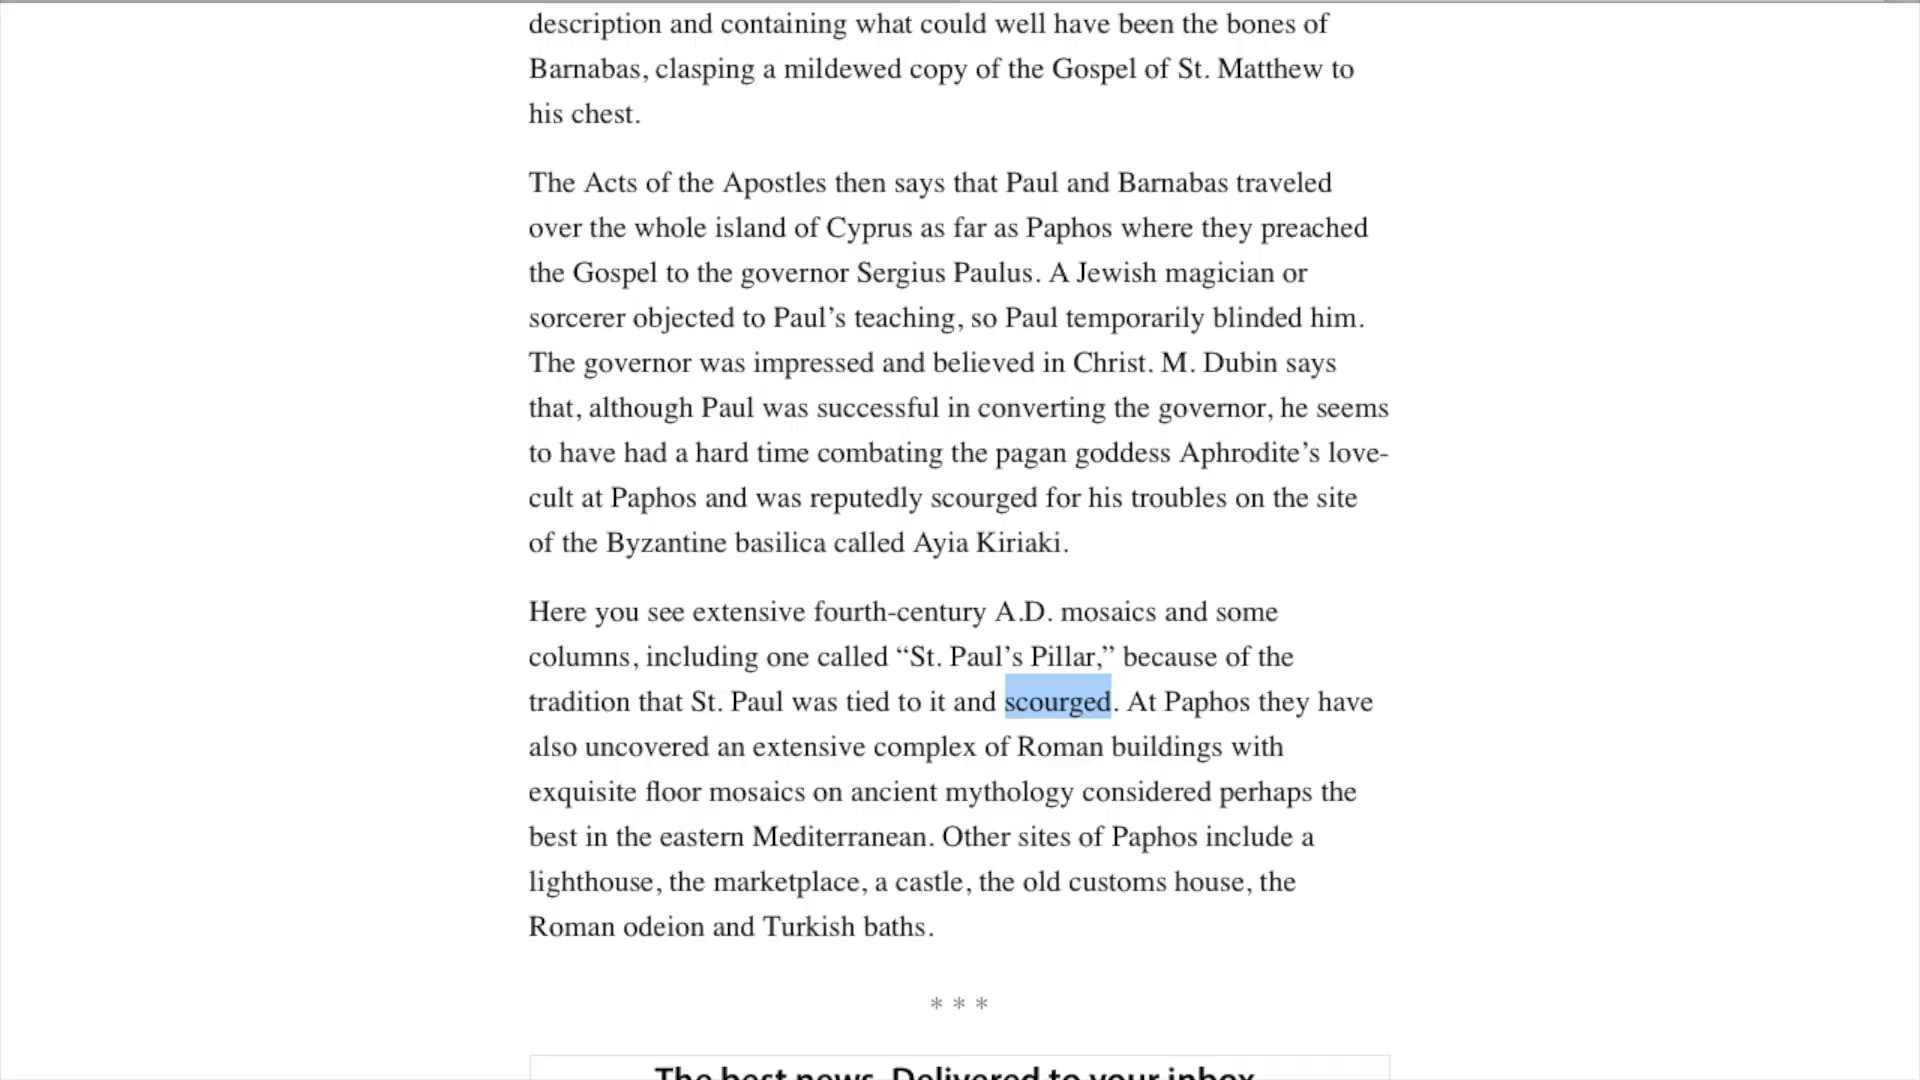 description and containing what could well have been the bones of
Barnabas, clasping a mildewed copy of the Gospel of St. Matthew to
his chest.
The Acts of the Apostles then says that Paul and Barnabas traveled
over the whole island of Cyprus as far as Paphos where they preached
the Gospel to the governor Sergius Paulus. A Jewish magician or
sorcerer objected to Paul’s teaching, so Paul temporarily blinded him.
The governor was impressed and believed in Christ. M. Dubin says
that, although Paul was successful in converting the governor, he seems
to have had a hard time combating the pagan goddess Aphrodite’s love-
cult at Paphos and was reputedly scourged for his troubles on the site
of the Byzantine basilica called Ayia Kiriaki.
Here you see extensive fourth-century A.D. mosaics and some
columns, including one called “St. Paul’s Pillar,” because of the
tradition that St. Paul was tied to it and scourged. At Paphos they have
also uncovered an extensive complex of Roman buildings with
exquisite floor mosaics on ancient mythology considered perhaps the
best in the eastern Mediterranean. Other sites of Paphos include a
lighthouse, the marketplace, a castle, the old customs house, the
Roman odeion and Turkish baths.
* * *
The best news. Delivered to your inbox